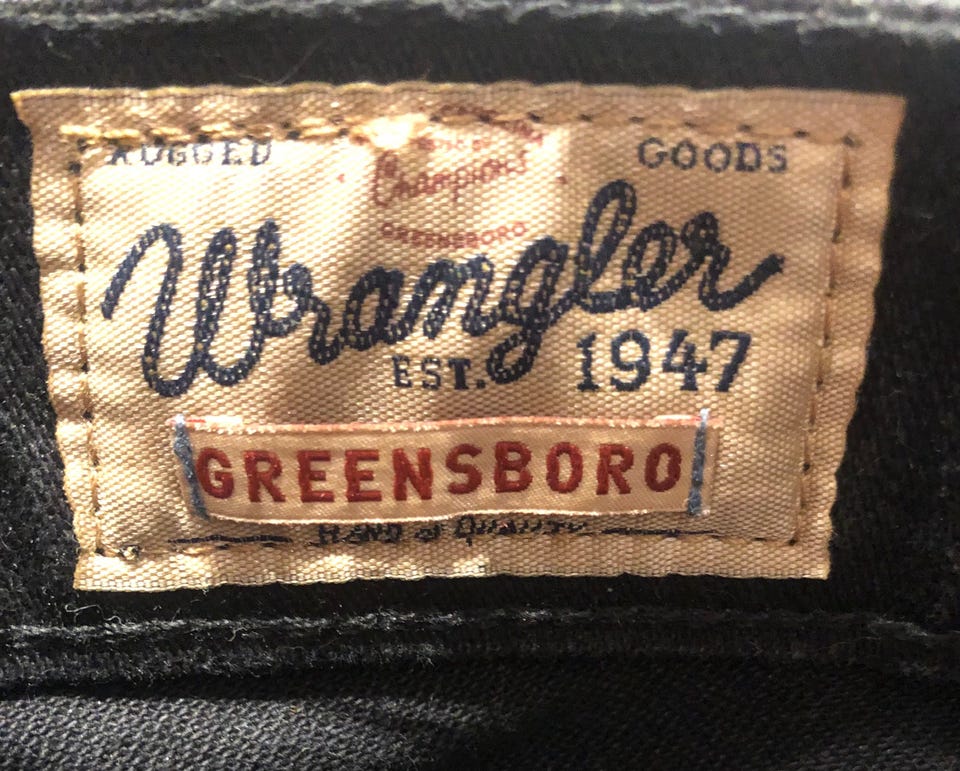 RUGGED GOODS
Champions
GREENSBORO
Wrangler
EST. 1947
GREENSBORO